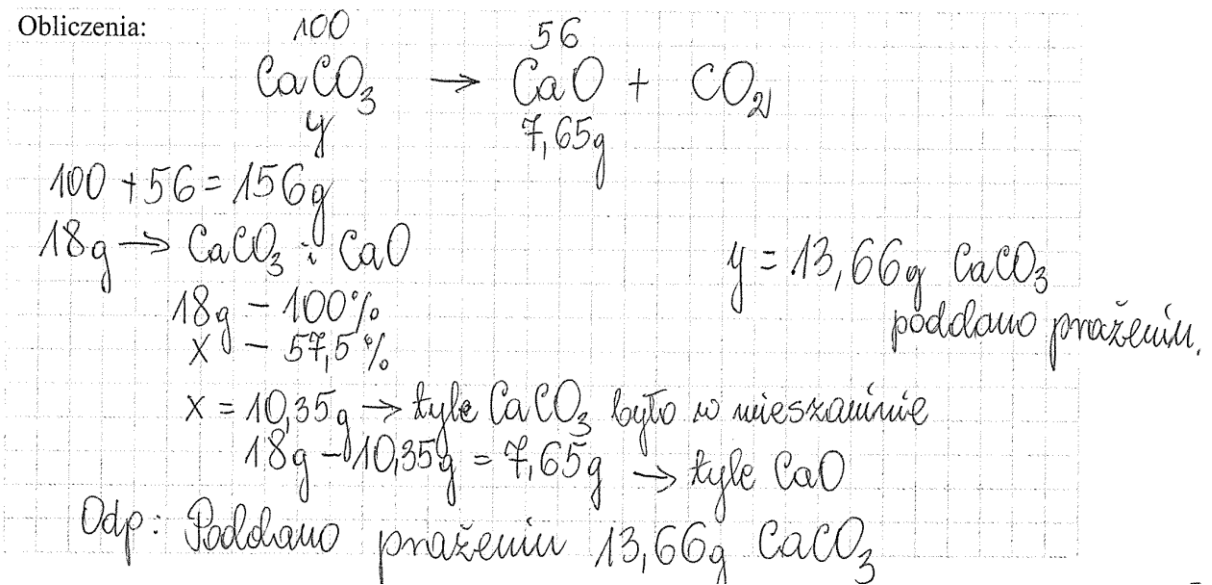 Obliczenia:
100 56
CaCO₃ → CaO + CO₂
y 7,65g
100 + 56 = 156g
18g → CaCO₃ i CaO
y = 13,66g CaCO₃
poddano prażeniu.
18g - 100%
x - 57,5%
x = 10,35g → tyle CaCO₃ było w mieszaninie
18g - 10,35g = 7,65g → tyle CaO
Odp: Poddano prażeniu 13,66g CaCO₃